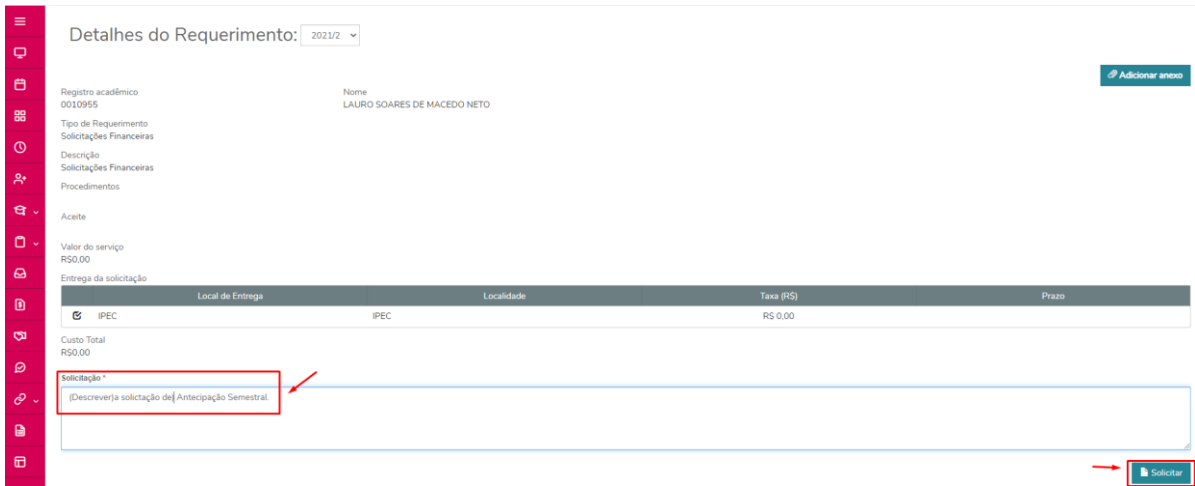 Detalhes do Requerimento: 2021/2
Adicionar anexo
Registro acadêmico Nome
0010955 LAURO SOARES DE MACEDO NETO
Tipo de Requerimento
Solicitações Financeiras
Descrição
Solicitações Financeiras
Procedimentos
Aceite
Valor do serviço
R$0,00
Entrega da solicitação
Local de Entrega Localidade Taxa (R$) Prazo
IPEC IPEC R$ 0,00
Custo Total
R$0,00
Solicitação *
(Descrever)a solictação de Antecipação Semestral.
Solicitar